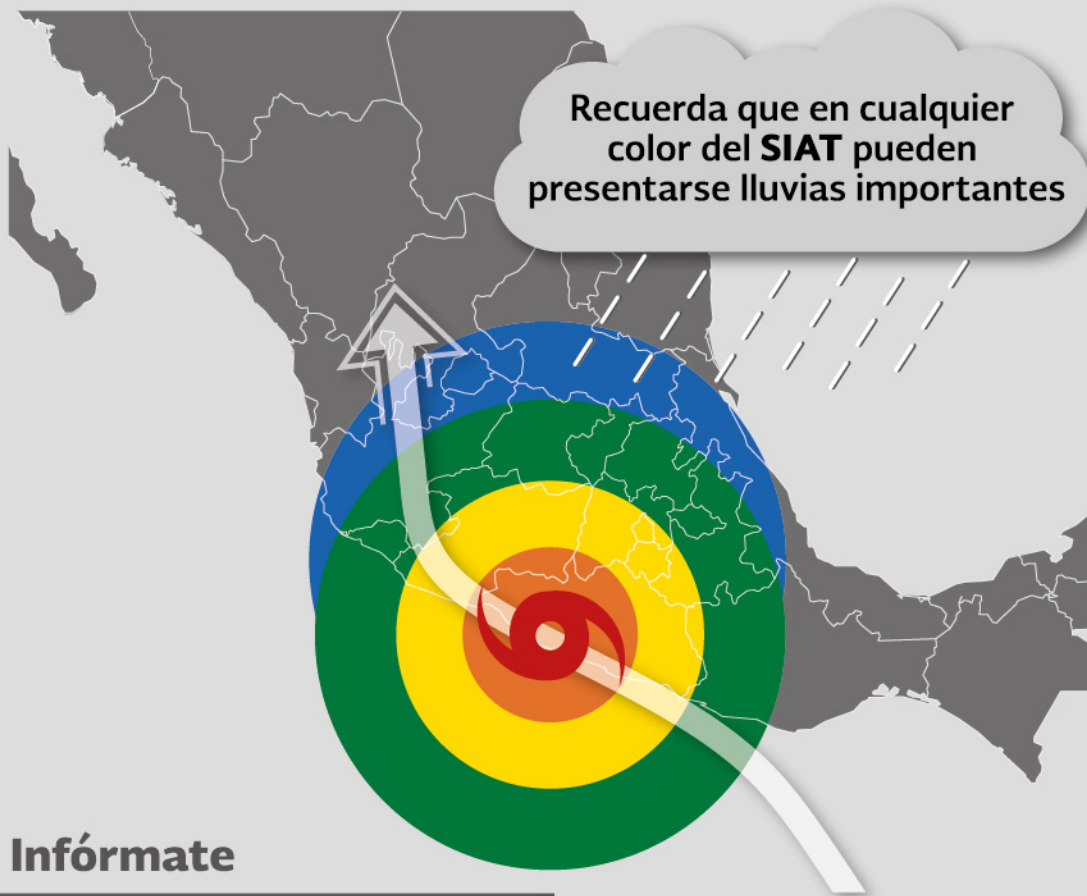 Recuerda que en cualquier
color del SIAT pueden
presentarse lluvias importantes
Infórmate